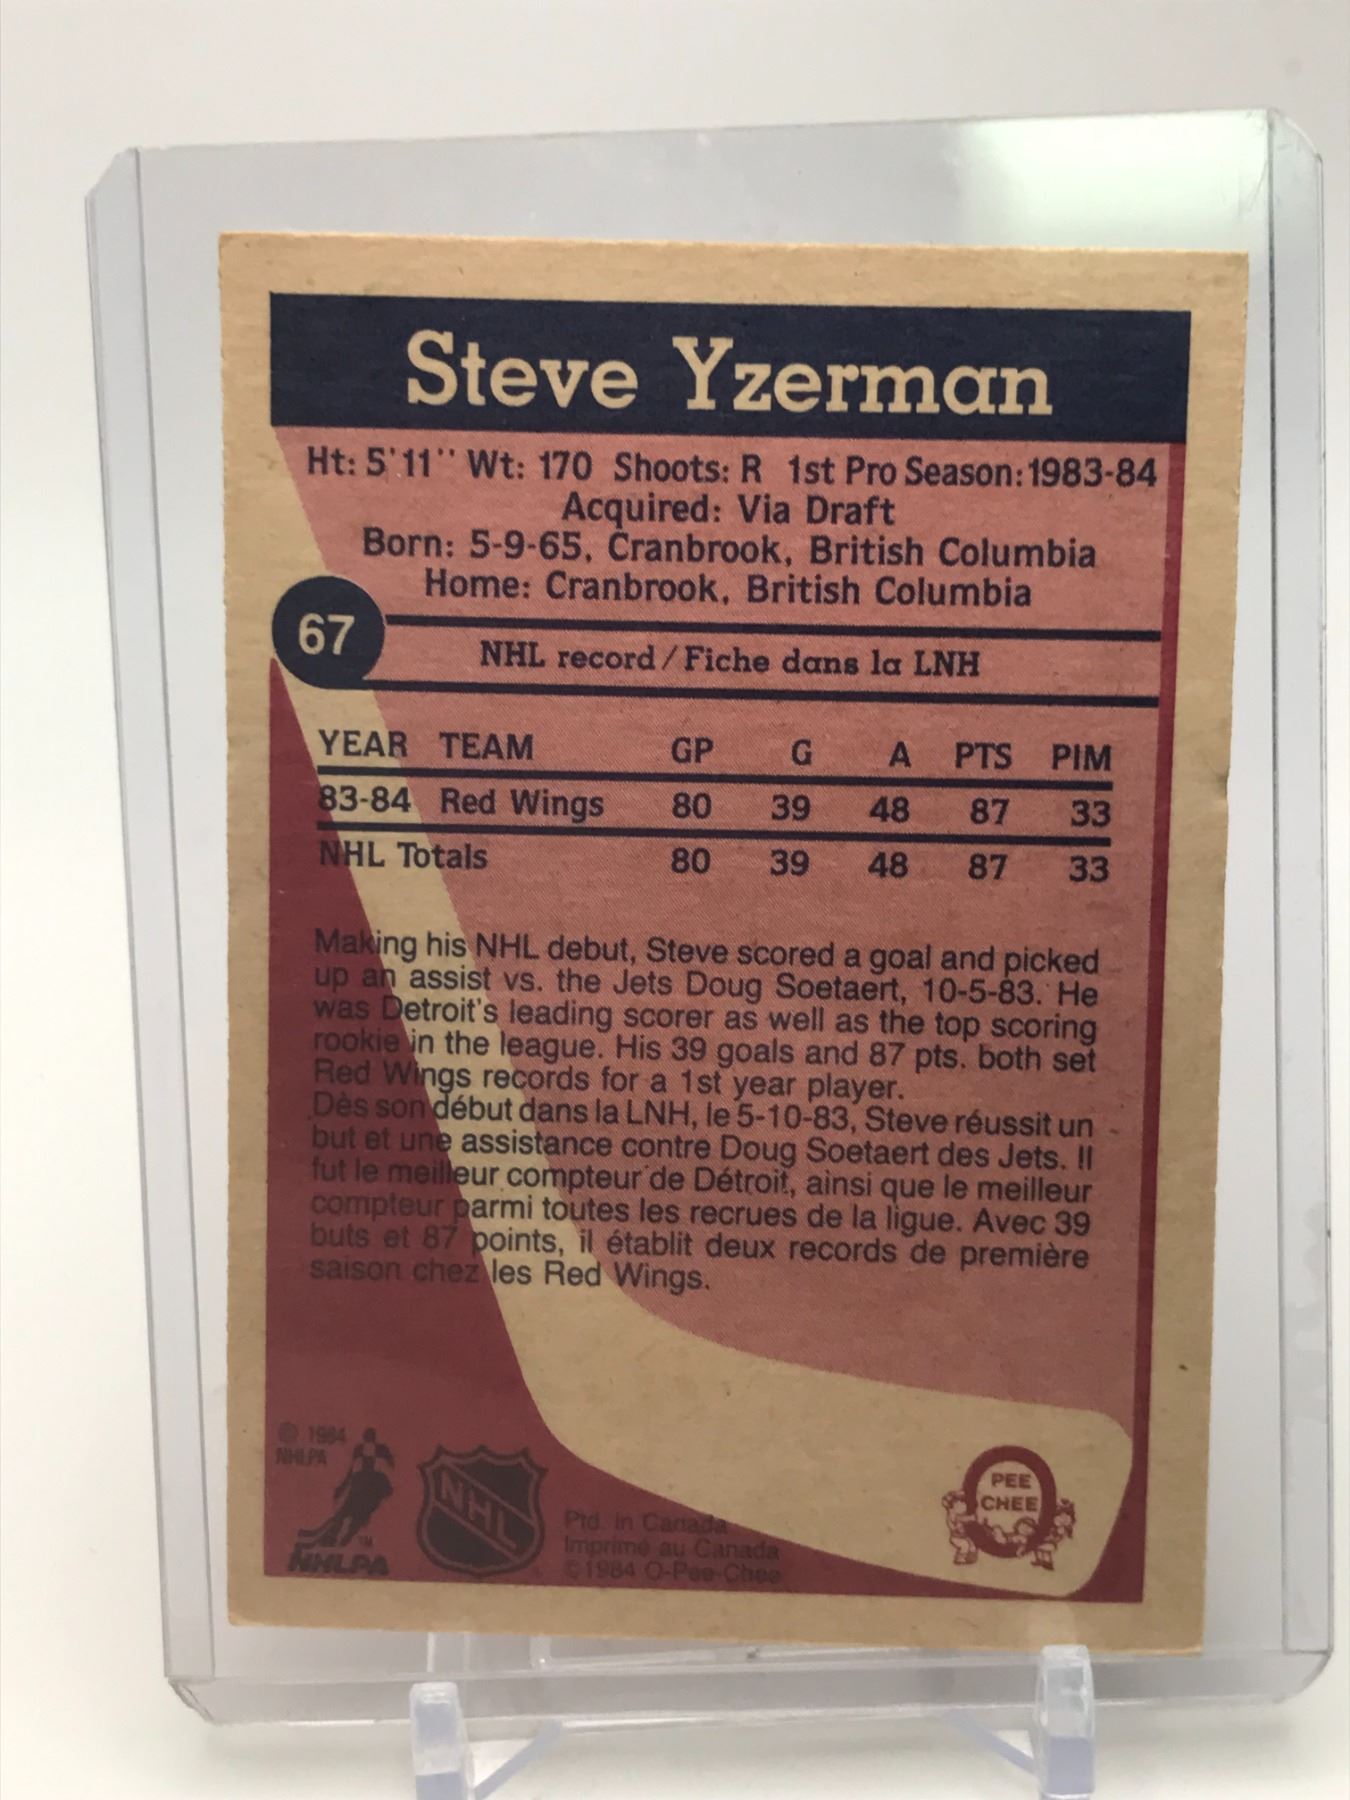 Steve Yzerman
Ht: 5'11'' Wt: 170 Shoots: R 1st Pro Season: 1983-84
Acquired: Via Draft
Born: 5-9-65, Cranbrook, British Columbia
Home: Cranbrook, British Columbia
67
NHL record / Fiche dans la LNH
YEAR TEAM GP G A PTS PIM
83-84 Red Wings 80 39 48 87 33
NHL Totals 80 39 48 87 33
Making his NHL debut, Steve scored a goal and picked
up an assist vs. the Jets Doug Soetaert, 10-5-83. He
was Detroit's leading scorer as well as the top scoring
rookie in the league. His 39 goals and 87 pts. both set
Red Wings records for a 1st year player.
Dès son début dans la LNH, le 5-10-83, Steve réussit un
but et une assistance contre Doug Soetaert des Jets. Il
fut le meilleur compteur de Détroit, ainsi que le meilleur
compteur parmi toutes les recrues de la ligue. Avec 39
buts et 87 points, il établit deux records de première
saison chez les Red Wings.
© 1984
NHLPA
TM
NHLPA
NHL
Ptd. in Canada
Imprimé au Canada
© 1984 O-Pee-Chee
PEE
CHEE